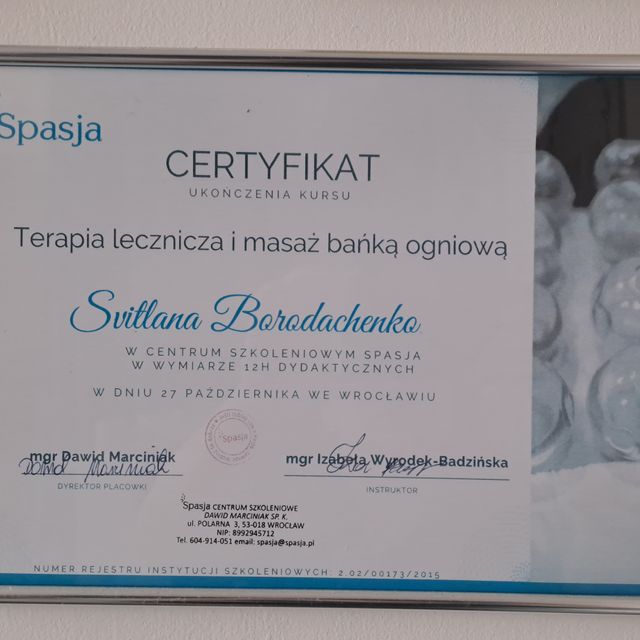 Spasja
CERTYFIKAT
UKOŃCZENIA KURSU
Terapia lecznicza i masaż bańką ogniową
Svitlana Borodachenko
W CENTRUM SZKOLENIOWYM SPASJA
W WYMIARZE 12H DYDAKTYCZNYCH
W DNIU 27 PAŹDZIERNIKA WE WROCŁAWIU
Spasja
mgr Dawid Marciniak
Dawid Marciniak
DYREKTOR PLACÓWKI
mgr Izabela Wyrodek-Badzińska
INSTRUKTOR
Spasja CENTRUM SZKOLENIOWE
DAWID MARCINIAK SP. K.
ul. POLARNA 3, 53-018 WROCŁAW
NIP: 8992945712
Tel. 604-914-051 email: spasja@spasja.pl
NUMER REJESTRU INSTYTUCJI SZKOLENIOWYCH: 2.02/00173/2015